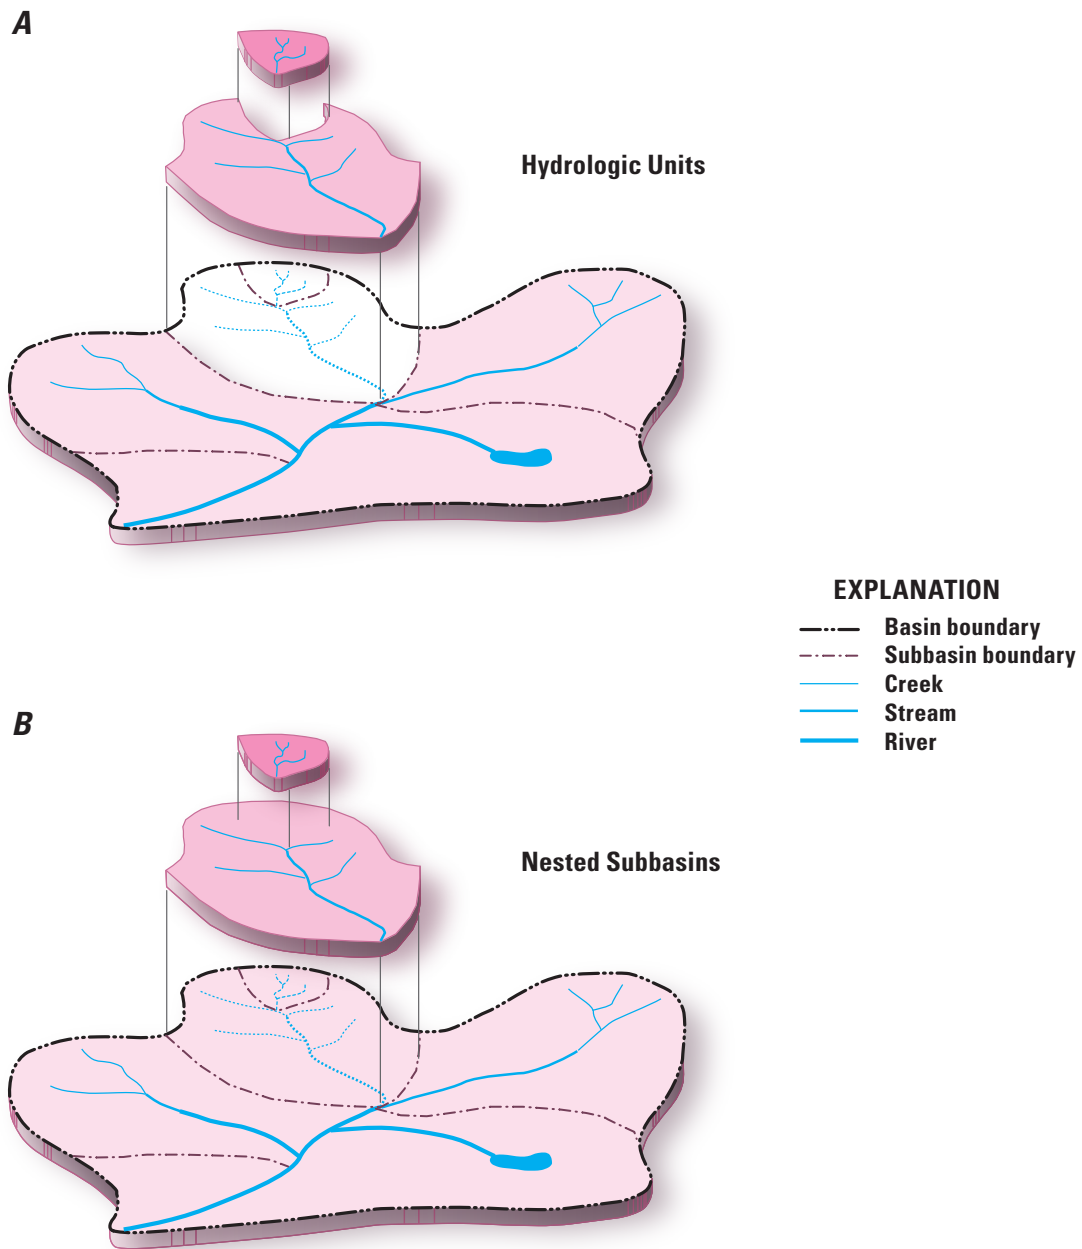 A
Hydrologic Units
EXPLANATION
Basin boundary
Subbasin boundary
Creek
Stream
River
B
Nested Subbasins